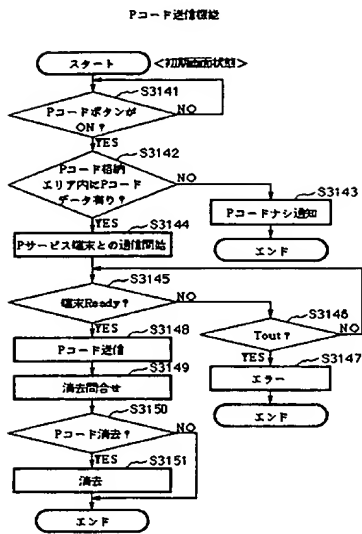 Pコード送信機能
スタート
<初期画面状態>
S3141
PコードボタンがON?
NO
YES
S3142
Pコード格納
エリア内にPコード
データ有り?
NO
YES
S3143
Pコードナシ通知
エンド
S3144
Pサービス端末との通信開始
S3145
端末Ready?
NO
YES
S3146
Tout?
NO
YES
S3147
エラー
エンド
S3148
Pコード送信
S3149
消去問合せ
S3150
Pコード消去?
NO
YES
S3151
消去
エンド